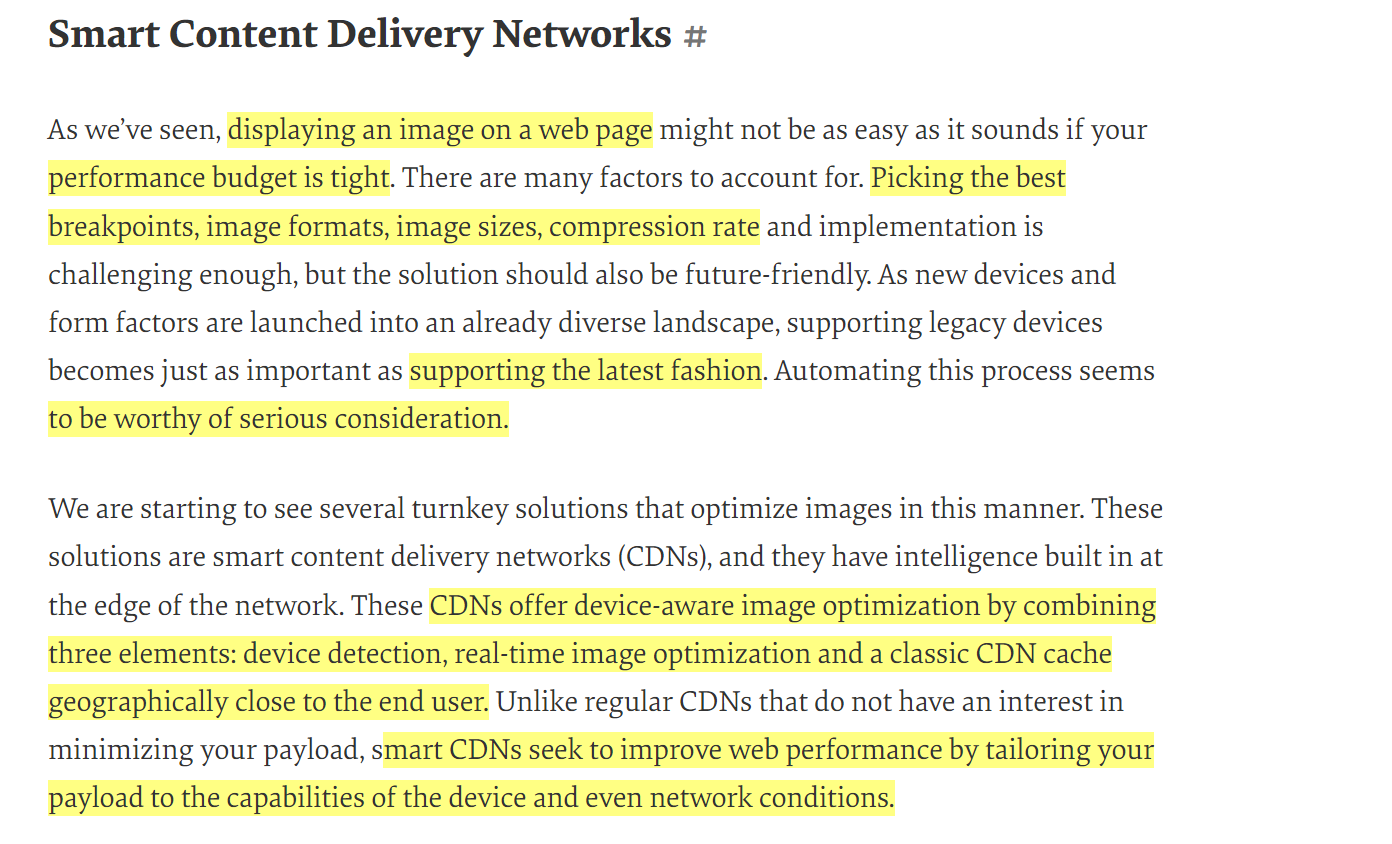 Smart Content Delivery Networks #
As we’ve seen, displaying an image on a web page might not be as easy as it sounds if your
performance budget is tight. There are many factors to account for. Picking the best
breakpoints, image formats, image sizes, compression rate and implementation is
challenging enough, but the solution should also be future-friendly. As new devices and
form factors are launched into an already diverse landscape, supporting legacy devices
becomes just as important as supporting the latest fashion. Automating this process seems
to be worthy of serious consideration.
We are starting to see several turnkey solutions that optimize images in this manner. These
solutions are smart content delivery networks (CDNs), and they have intelligence built in at
the edge of the network. These CDNs offer device-aware image optimization by combining
three elements: device detection, real-time image optimization and a classic CDN cache
geographically close to the end user. Unlike regular CDNs that do not have an interest in
minimizing your payload, smart CDNs seek to improve web performance by tailoring your
payload to the capabilities of the device and even network conditions.